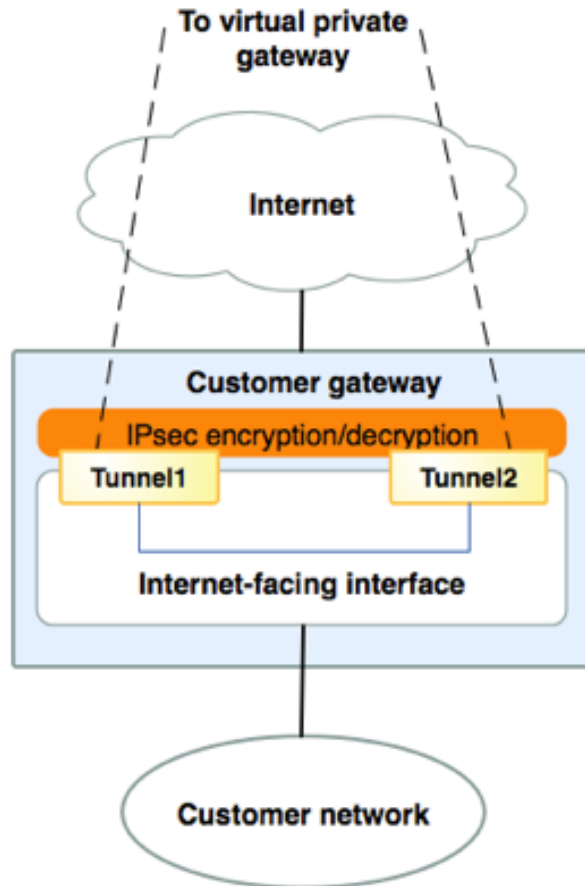 To virtual private
gateway
Internet
Customer gateway
IPsec encryption/decryption
Tunnel1
Tunnel2
Internet-facing interface
Customer network